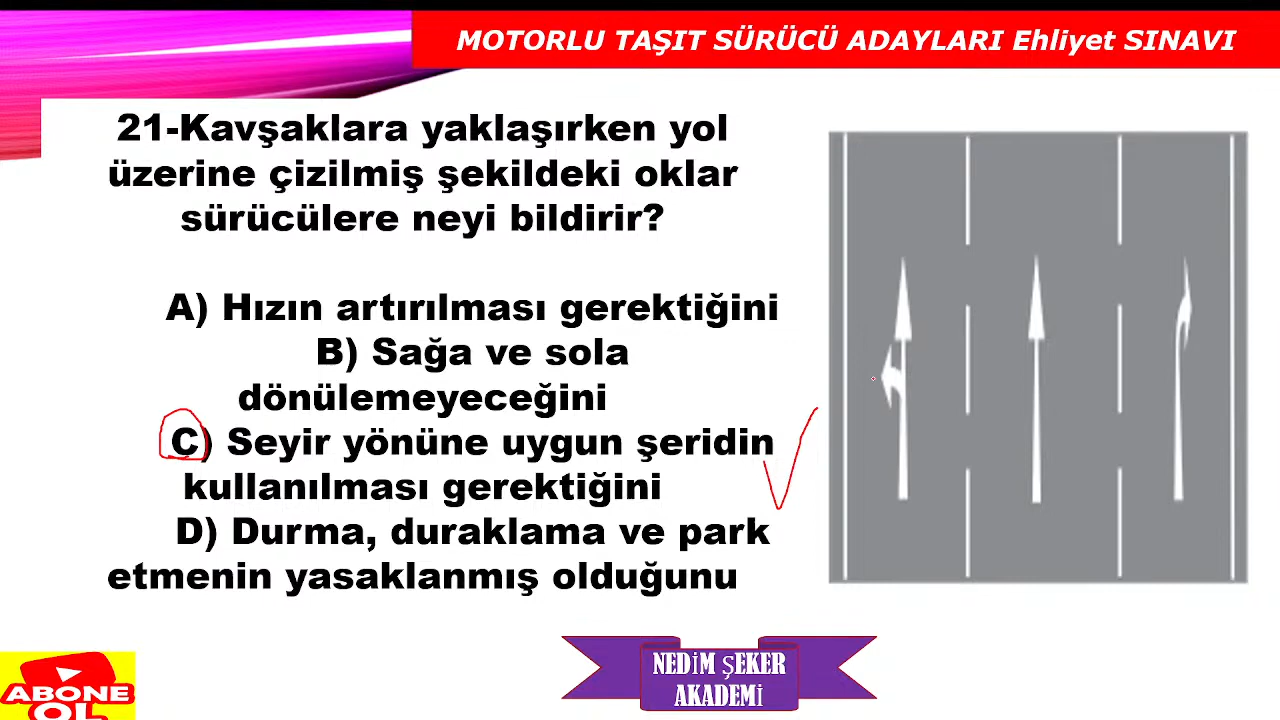 MOTORLU TAŞIT SÜRÜCÜ ADAYLARI Ehliyet SINAVI
21-Kavşaklara yaklaşırken yol
üzerine çizilmiş şekildeki oklar
sürücülere neyi bildirir?
A) Hızın artırılması gerektiğini
B) Sağa ve sola
dönülemeyeceğini
C) Seyir yönüne uygun şeridin
kullanılması gerektiğini
D) Durma, duraklama ve park
etmenin yasaklanmış olduğunu
NEDİM ŞEKER
AKADEMİ
ABONE
OL